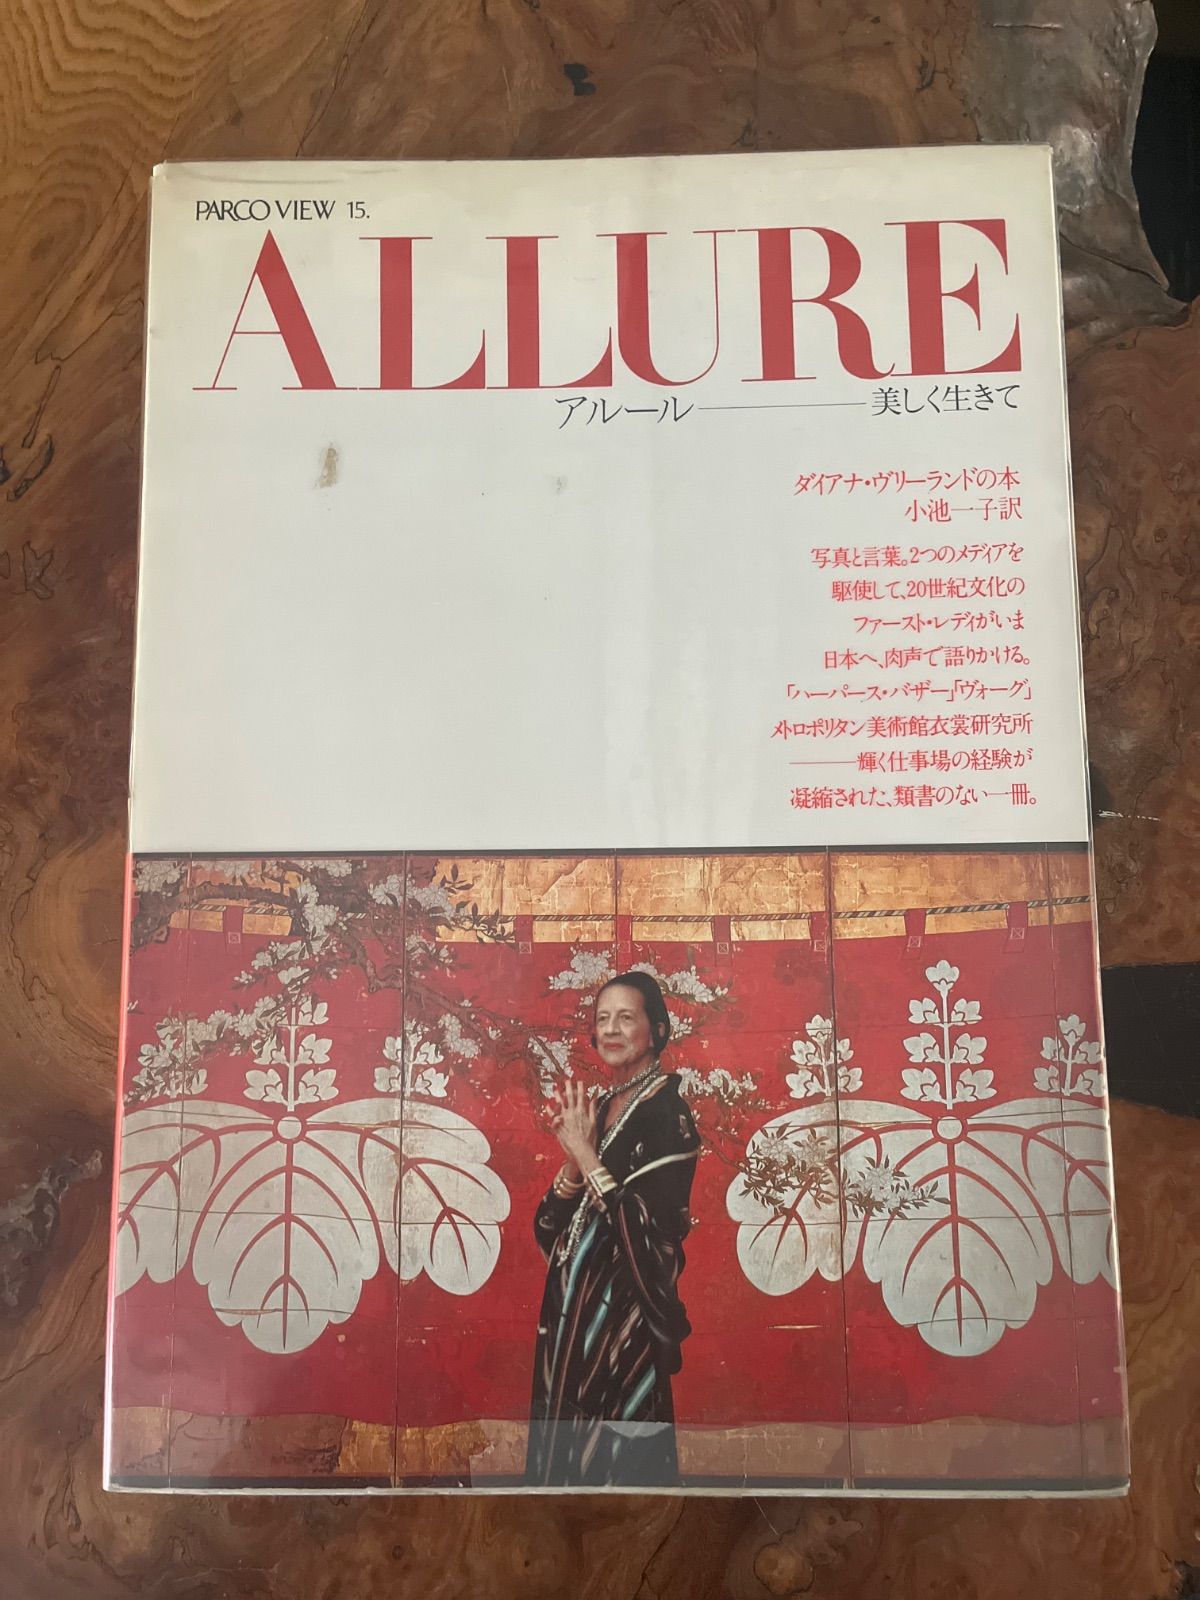 PARCO VIEW 15.
ALLURE
アルール――――美しく生きて
ダイアナ・ヴリーランドの本
小池一子訳
写真と言葉。2つのメディアを
駆使して、20世紀文化の
ファースト・レディがいま
日本へ、肉声で語りかける。
「ハーパース・バザー」「ヴォーグ」
メトロポリタン美術館衣裳研究所
――輝く仕事場の経験が
凝縮された、類書のない一冊。